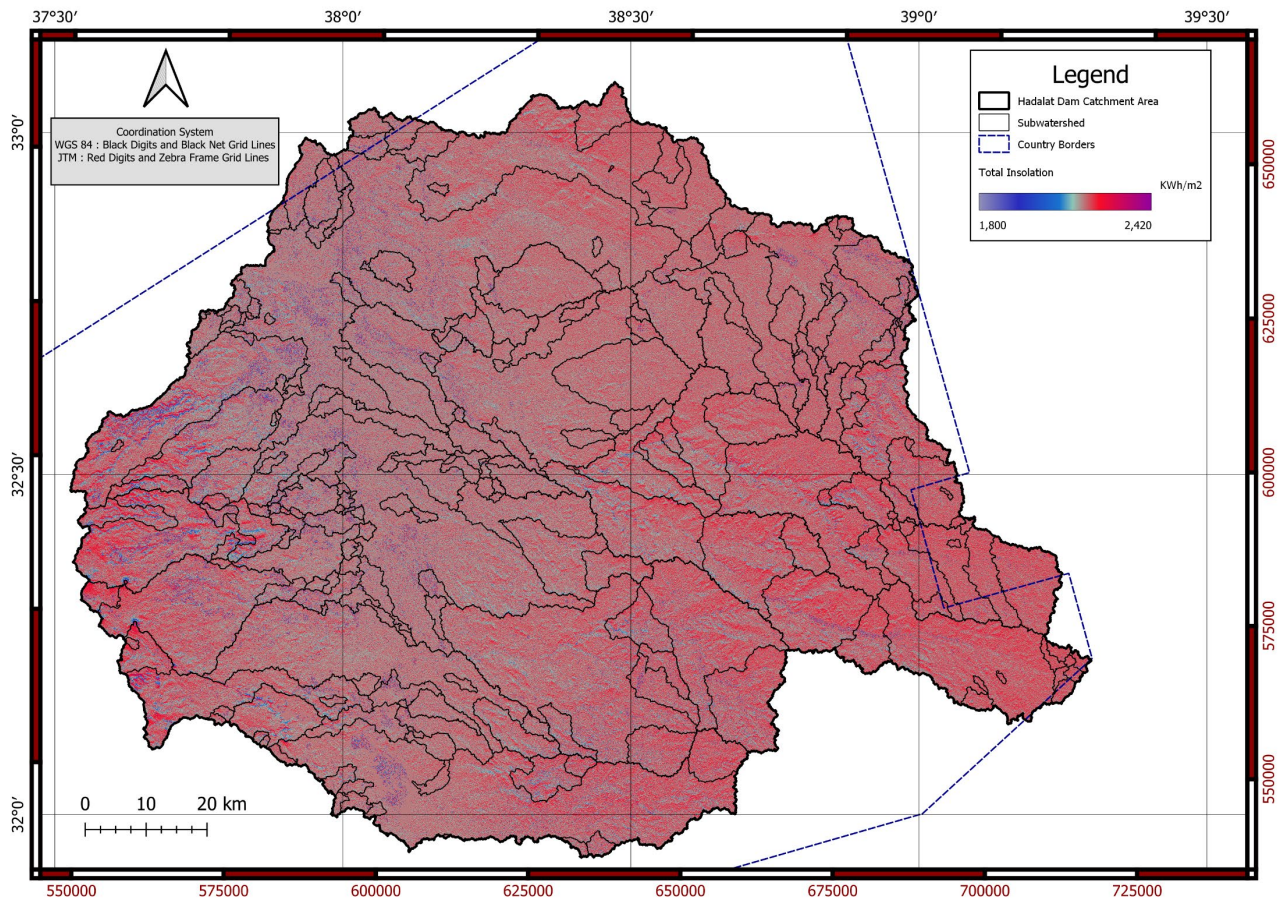 37°30' 38°0' 38°30' 39°0' 39°30'
Legend
Hadalat Dam Catchment Area
Subwatershed
Country Borders
Total Insolation
KWh/m2
1,800 2,420
Coordination System
WGS 84 : Black Digits and Black Net Grid Lines
JTM : Red Digits and Zebra Frame Grid Lines
33°0'
32°30'
32°0'
650000
625000
600000
575000
550000
0 10 20 km
550000 575000 600000 625000 650000 675000 700000 725000